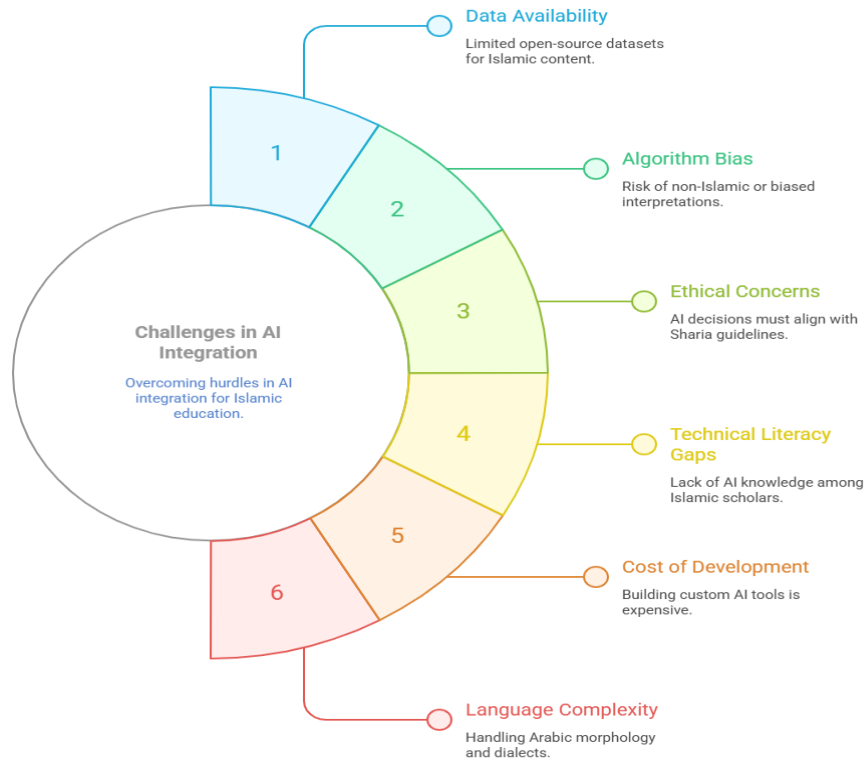 Data Availability
Limited open-source datasets
for Islamic content.
1
Algorithm Bias
Risk of non-Islamic or biased
interpretations.
2
Ethical Concerns
AI decisions must align with
Sharia guidelines.
3
Challenges in AI
Integration
Overcoming hurdles in AI
integration for Islamic
education.
Technical Literacy
Gaps
Lack of AI knowledge among
Islamic scholars.
4
Cost of Development
Building custom AI tools is
expensive.
5
Language Complexity
Handling Arabic morphology
and dialects.
6